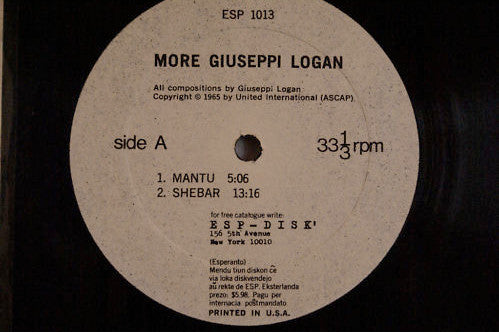 ESP 1013
MORE GIUSEPPI LOGAN
All compositions by Giuseppi Logan
Copyright © 1965 by United International (ASCAP)
side A
33 1/3 rpm
1. MANTU 5:06
2. SHEBAR 13:16
for free catalogue write:
ESP-DISK'
156 5th Avenue
New York 10010
(Esperanto)
Mendu tiun diskon ĉe
via loka diskvendejo
aŭ rekte de ESP. Eksterlanda
prezo: $5.98. Pagu per
internacia poŝtmandato
PRINTED IN U.S.A.